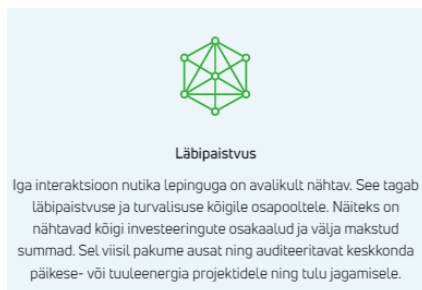 Läbipaistvus
Iga interaktsioon nutika lepinguga on avalikult nähtav. See tagab
läbipaistvuse ja turvalisuse kõigile osapooltele. Näiteks on
nähtavad kõigi investeeringute osakaalud ja välja makstud
summad. Sel viisil pakume ausat ning auditeeritavat keskkonda
päikese- või tuuleenergia projektidele ning tulu jagamisele.